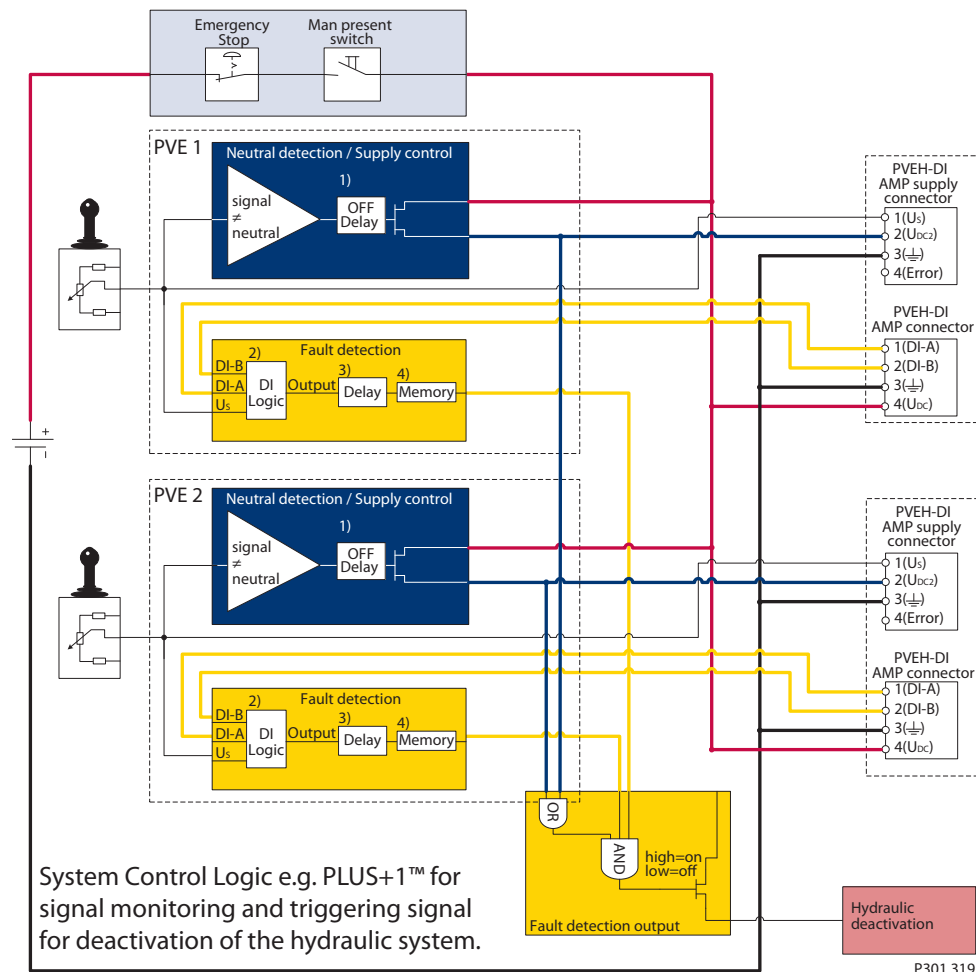 Emergency
Stop
Man present
switch
PVE 1
Neutral detection / Supply control
1)
signal
≠
neutral
OFF
Delay
PVEH-DI
AMP supply
connector
1(Us)
2(UDC2)
3(⏚)
4(Error)
Fault detection
2)
3)
4)
DI-B
DI-A
Us
DI
Logic
Output
Delay
Memory
PVEH-DI
AMP connector
1(DI-A)
2(DI-B)
3(⏚)
4(UDC)
+
–
PVE 2
Neutral detection / Supply control
1)
signal
≠
neutral
OFF
Delay
PVEH-DI
AMP supply
connector
1(Us)
2(UDC2)
3(⏚)
4(Error)
Fault detection
2)
3)
4)
DI-B
DI-A
Us
DI
Logic
Output
Delay
Memory
PVEH-DI
AMP connector
1(DI-A)
2(DI-B)
3(⏚)
4(UDC)
OR
AND
high=on
low=off
Fault detection output
System Control Logic e.g. PLUS+1™ for
signal monitoring and triggering signal
for deactivation of the hydraulic system.
Hydraulic
deactivation
P301 319